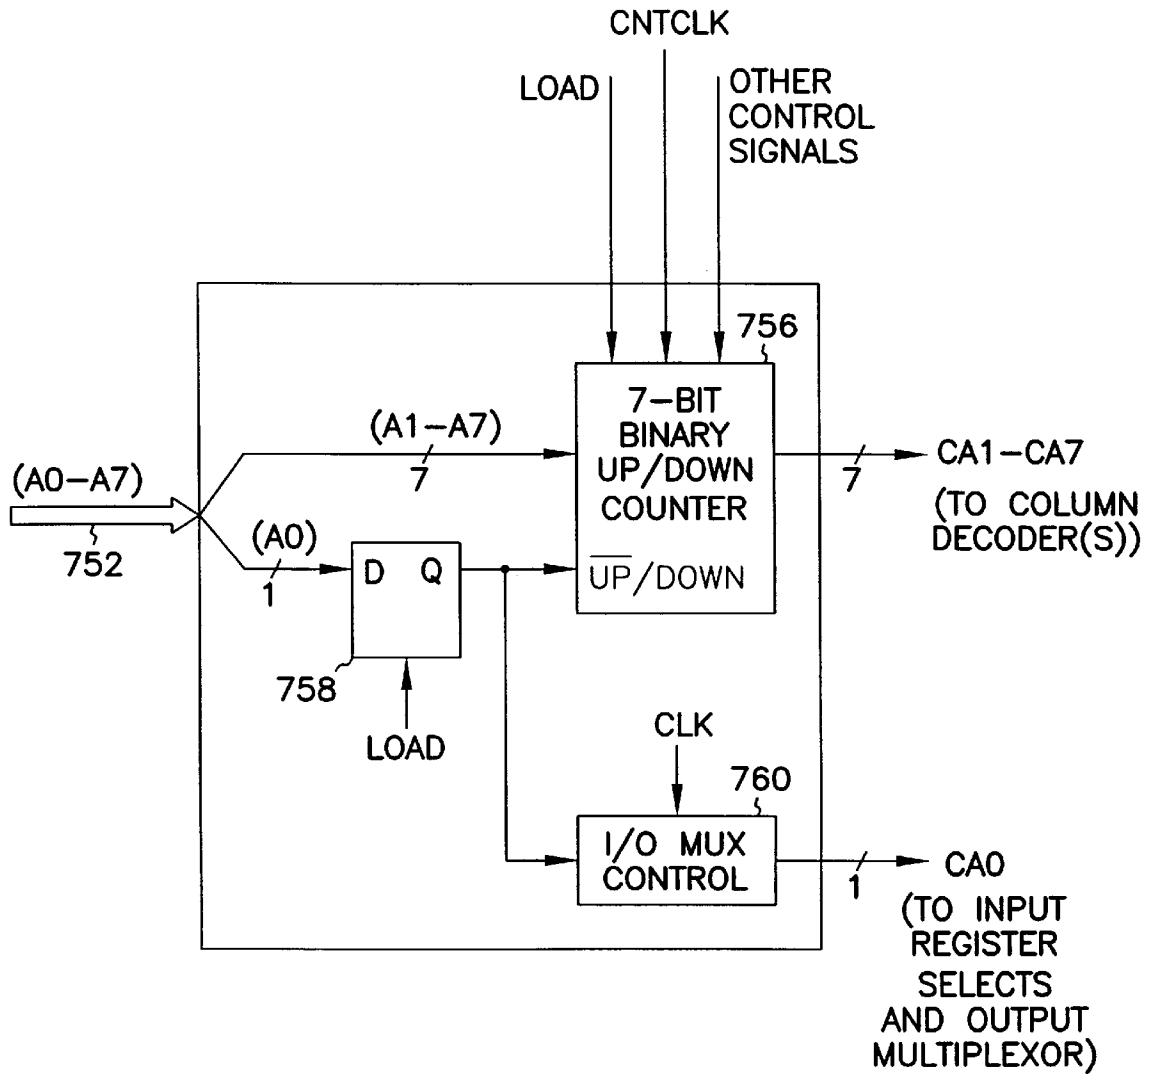 CNTCLK
LOAD
OTHER
CONTROL
SIGNALS
756
7-BIT
BINARY
UP/DOWN
COUNTER
U̅P̅/DOWN
(A1-A7)
7
7
CA1-CA7
(TO COLUMN
DECODER(S))
(A0-A7)
752
(A0)
1
D Q
758
LOAD
CLK
760
I/O MUX
CONTROL
1
CA0
(TO INPUT
REGISTER
SELECTS
AND OUTPUT
MULTIPLEXOR)